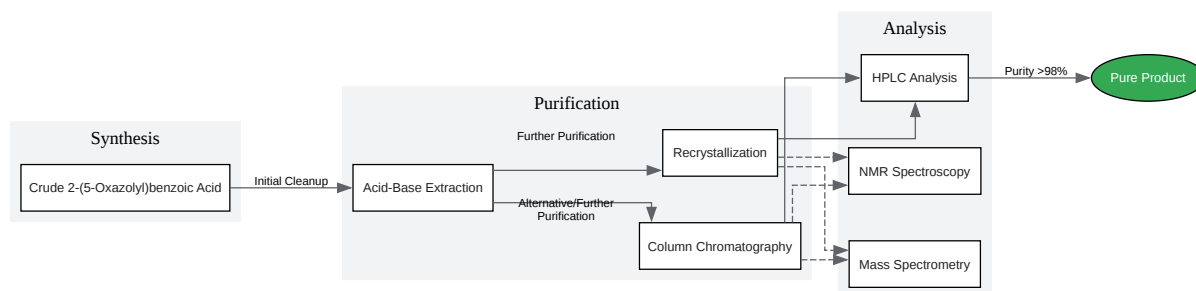 Analysis
HPLC Analysis
Purity >98%
Pure Product
Purification
Synthesis
Further Purification
Recrystallization
Crude 2-(5-Oxazolyl)benzoic Acid
Initial Cleanup
Acid-Base Extraction
NMR Spectroscopy
Alternative/Further
Purification
Column Chromatography
Mass Spectrometry